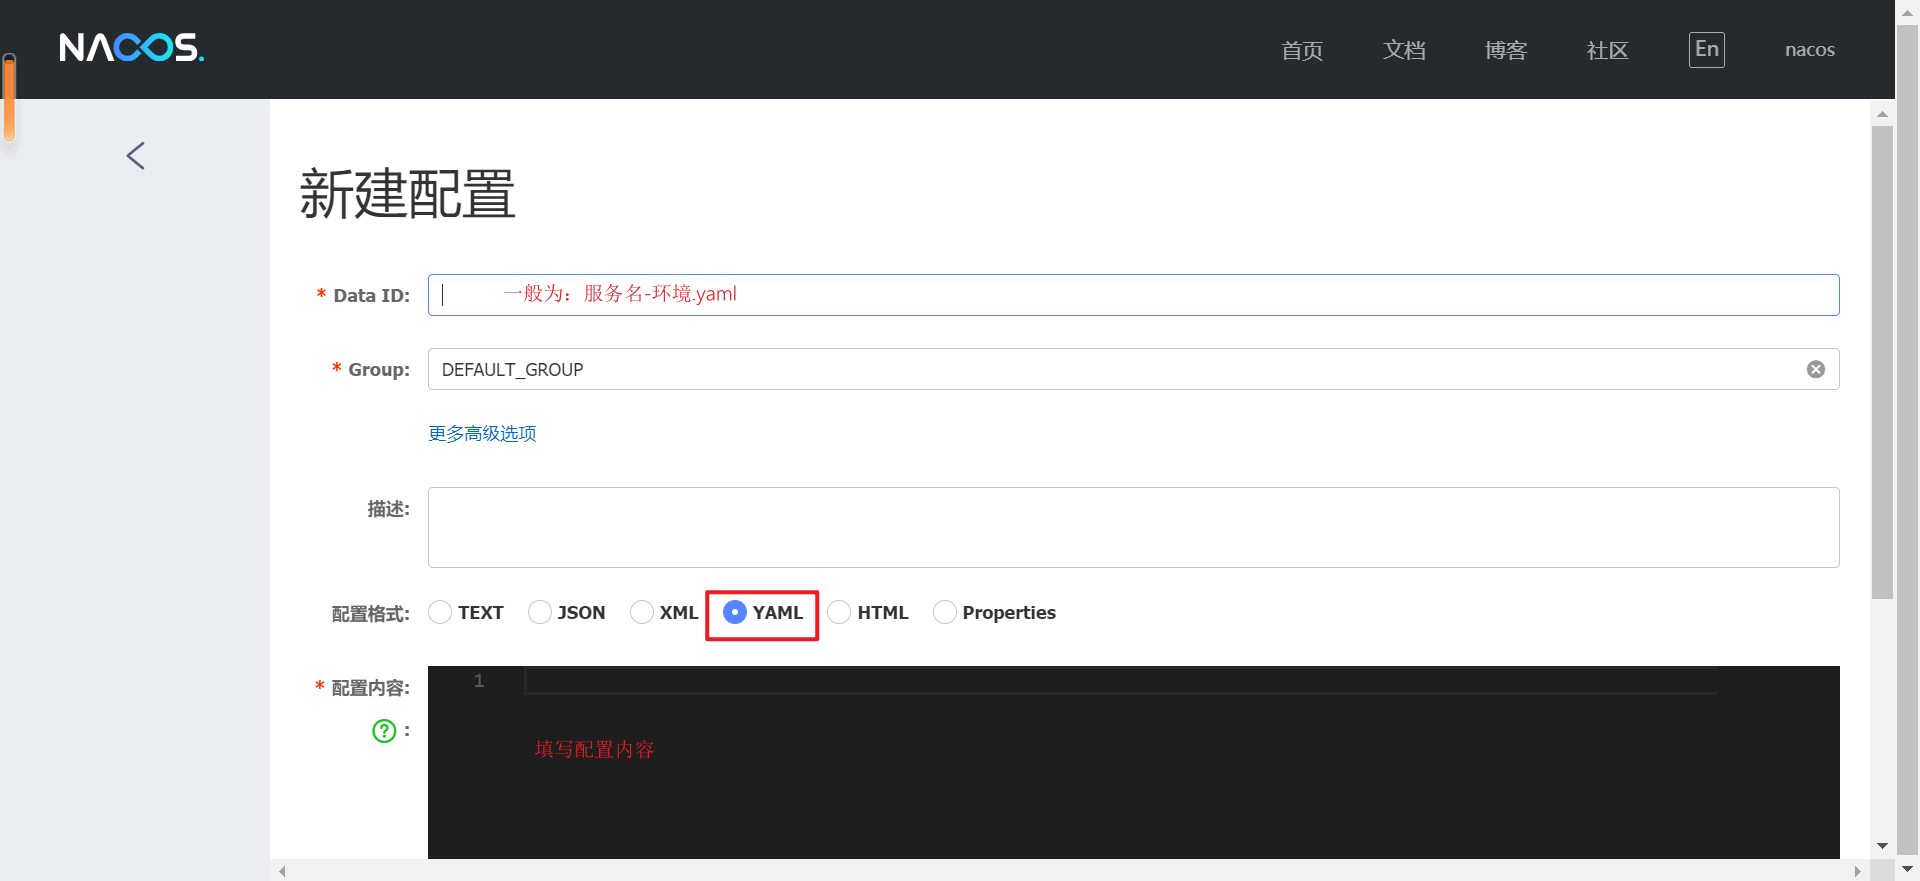 NACOS.
首页 文档 博客 社区 En nacos
新建配置
* Data ID: 一般为：服务名-环境.yaml
* Group: DEFAULT_GROUP
更多高级选项
描述:
配置格式: TEXT JSON XML YAML HTML Properties
* 配置内容: 1
? :
填写配置内容